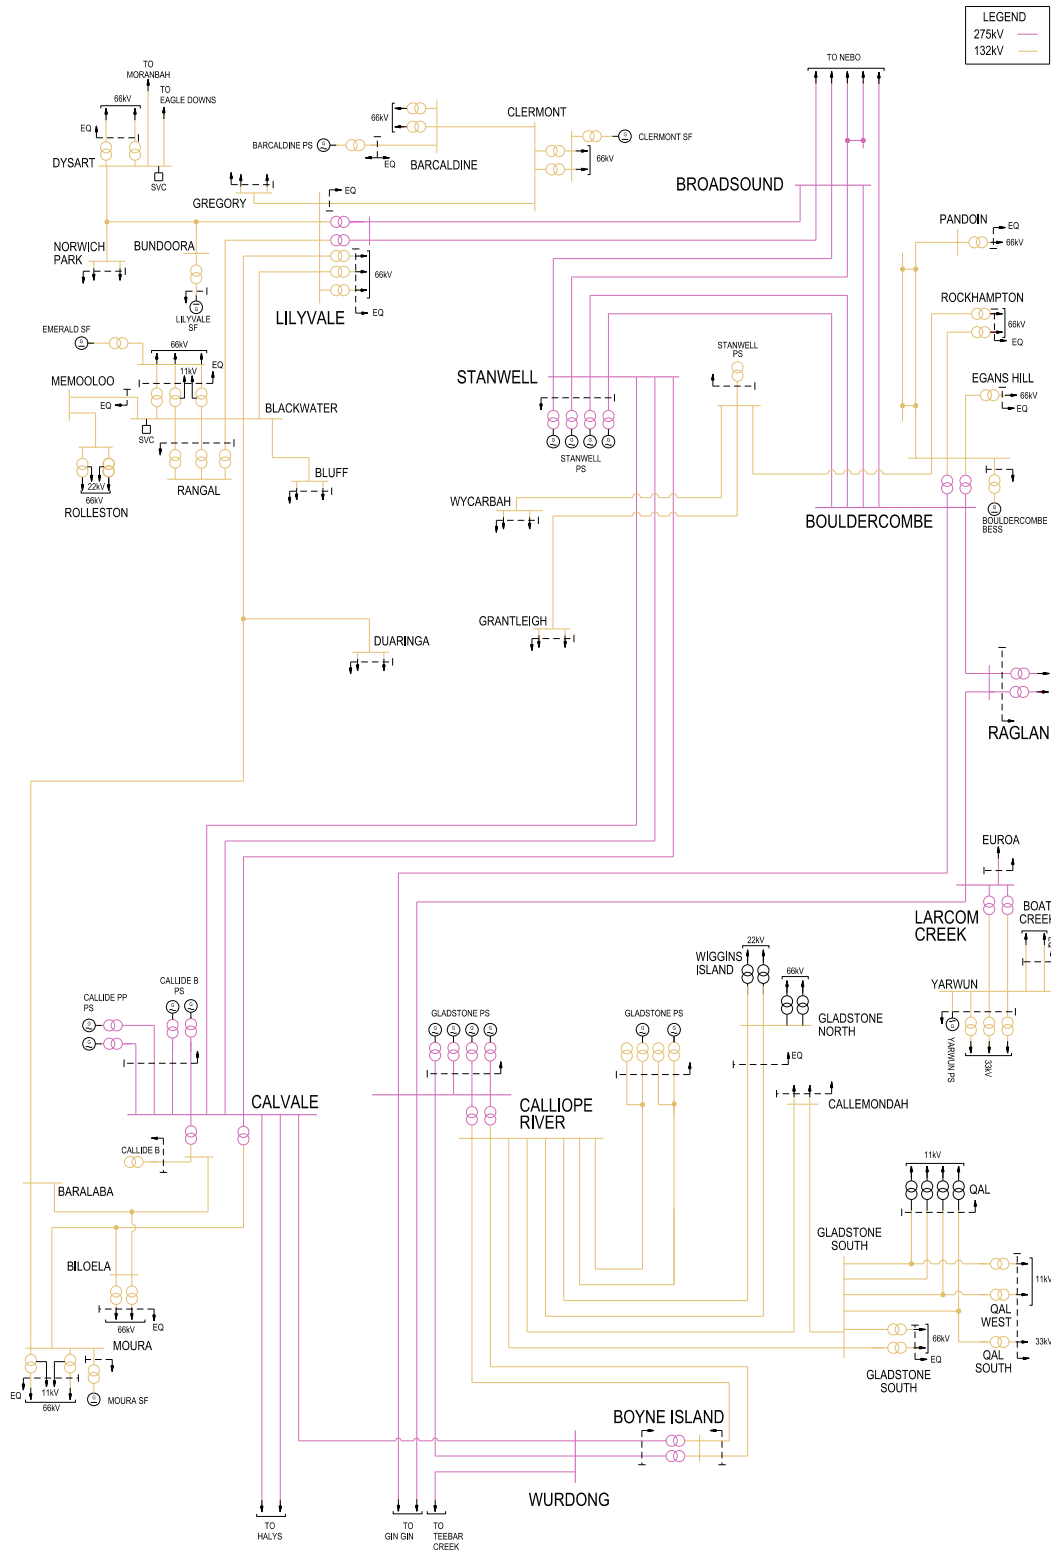 LEGEND
275kV
132kV
TO
MORANBAH
TO
EAGLE DOWNS
66kV
EQ
DYSART
SVC
TO NEBO
CLERMONT
66kV
BARCALDINE PS
G
BARCALDINE
EQ
G
CLERMONT SF
66kV
BROADSOUND
GREGORY
EQ
PANDOIN
EQ
66kV
NORWICH
PARK
BUNDOORA
66kV
EQ
LILYVALE
G
LILYVALE
SF
ROCKHAMPTON
66kV
EQ
EMERALD SF
G
66kV
11kV
EQ
STANWELL
PS
STANWELL
EGANS HILL
66kV
EQ
MEMOOLOO
EQ
BLACKWATER
SVC
G
G
G
G
STANWELL
PS
22kV
66kV
ROLLESTON
RANGAL
BLUFF
WYCARBAH
BOULDERCOMBE
G
BOULDERCOMBE
BESS
GRANTLEIGH
DUARINGA
RAGLAN
EUROA
LARCOM
CREEK
BOAT
CREEK
22kV
WIGGINS
ISLAND
66kV
YARWUN
CALLIDE B
PS
CALLIDE PP
PS
G
G
G
G
GLADSTONE PS
G
G
G
G
GLADSTONE PS
G
G
GLADSTONE
NORTH
G
YARWUN PS
33kV
EQ
CALVALE
CALLIOPE
RIVER
CALLEMONDAH
CALLIDE B
11kV
QAL
BARALABA
GLADSTONE
SOUTH
BILOELA
11kV
QAL
WEST
66kV
EQ
66kV
EQ
33kV
QAL
SOUTH
MOURA
GLADSTONE
SOUTH
EQ
11kV
66kV
G
MOURA SF
BOYNE ISLAND
WURDONG
TO
HALYS
TO
GIN GIN
TO
TEEBAR
CREEK